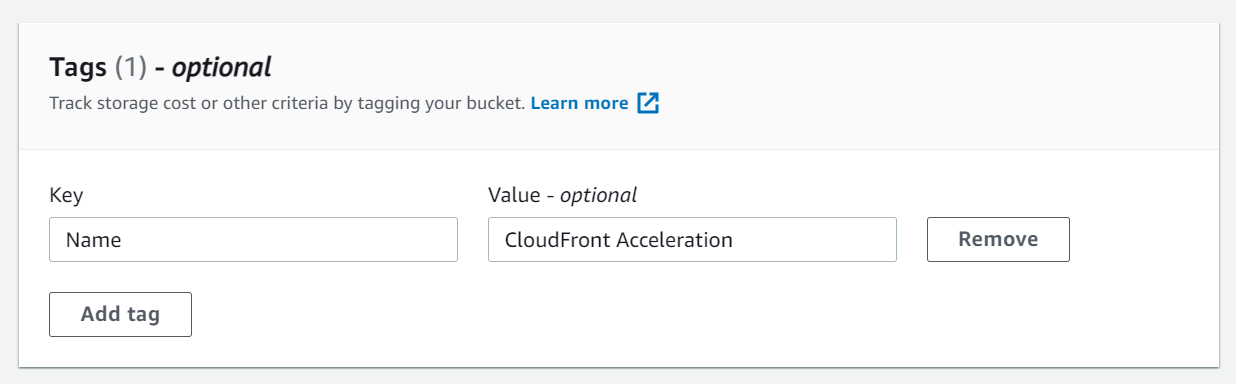 Tags (1) - optional
Track storage cost or other criteria by tagging your bucket. Learn more
Key
Value - optional
Name
CloudFront Acceleration
Remove
Add tag